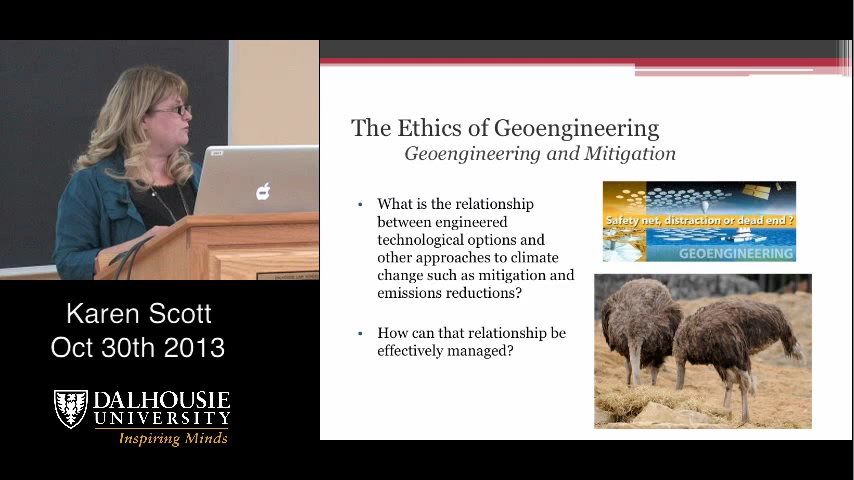 The Ethics of Geoengineering
Geoengineering and Mitigation
• What is the relationship
between engineered
technological options and
other approaches to climate
change such as mitigation and
emissions reductions?
• How can that relationship be
effectively managed?
Safety net, distraction or dead end ?
GEOENGINEERING
Karen Scott
Oct 30th 2013
DALHOUSIE
UNIVERSITY
Inspiring Minds